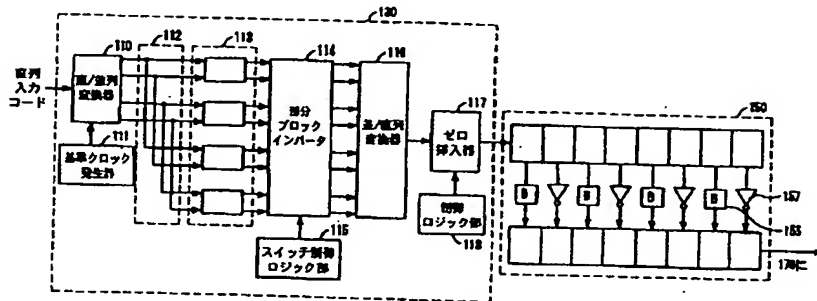 130
110
112
113
114
116
直列
入力
コード
直/並列
変換器
111
基準クロック
発生器
部分
ブロック
インバータ
並/直列
変換器
117
ゼロ
挿入器
115
スイッチ制御
ロジック部
制御
ロジック部
118
150
B
B
B
B
157
155
170に